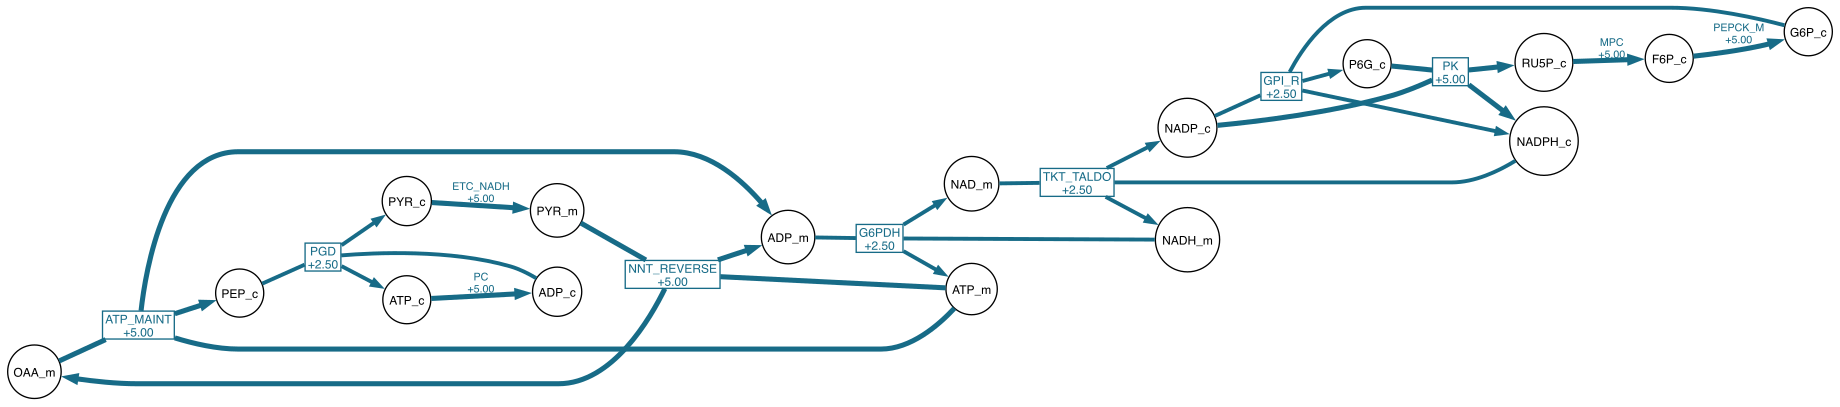 G6P_c
PEPCK_M
+5.00
MPC
+5.00
F6P_c
RU5P_c
PK
+5.00
P6G_c
GPI_R
+2.50
NADP_c
NADPH_c
TKT_TALDO
+2.50
NAD_m
NADH_m
G6PDH
+2.50
ADP_m
ATP_m
ETC_NADH
+5.00
PYR_c
PYR_m
PGD
+2.50
NNT_REVERSE
+5.00
PC
+5.00
PEP_c
ATP_c
ADP_c
ATP_MAINT
+5.00
OAA_m